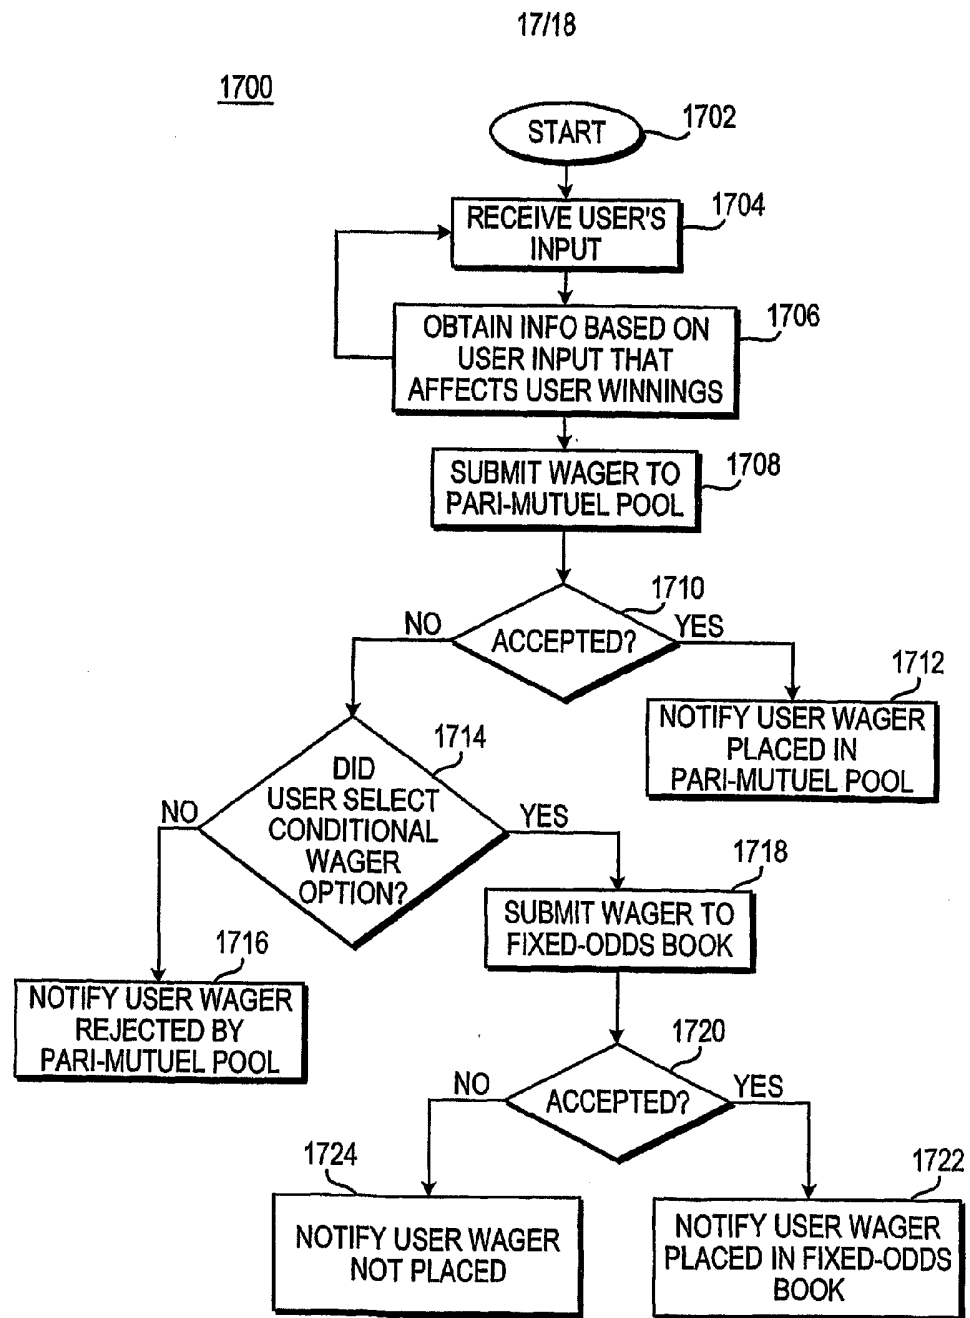 17/18
1700
START
1702
RECEIVE USER'S
INPUT
1704
OBTAIN INFO BASED ON
USER INPUT THAT
AFFECTS USER WINNINGS
1706
SUBMIT WAGER TO
PARI-MUTUEL POOL
1708
1710
ACCEPTED?
NO
YES
1712
NOTIFY USER WAGER
PLACED IN
PARI-MUTUEL POOL
1714
DID
USER SELECT
CONDITIONAL
WAGER
OPTION?
NO
YES
1716
NOTIFY USER WAGER
REJECTED BY
PARI-MUTUEL POOL
1718
SUBMIT WAGER TO
FIXED-ODDS BOOK
1720
ACCEPTED?
NO
YES
1724
NOTIFY USER WAGER
NOT PLACED
1722
NOTIFY USER WAGER
PLACED IN FIXED-ODDS
BOOK